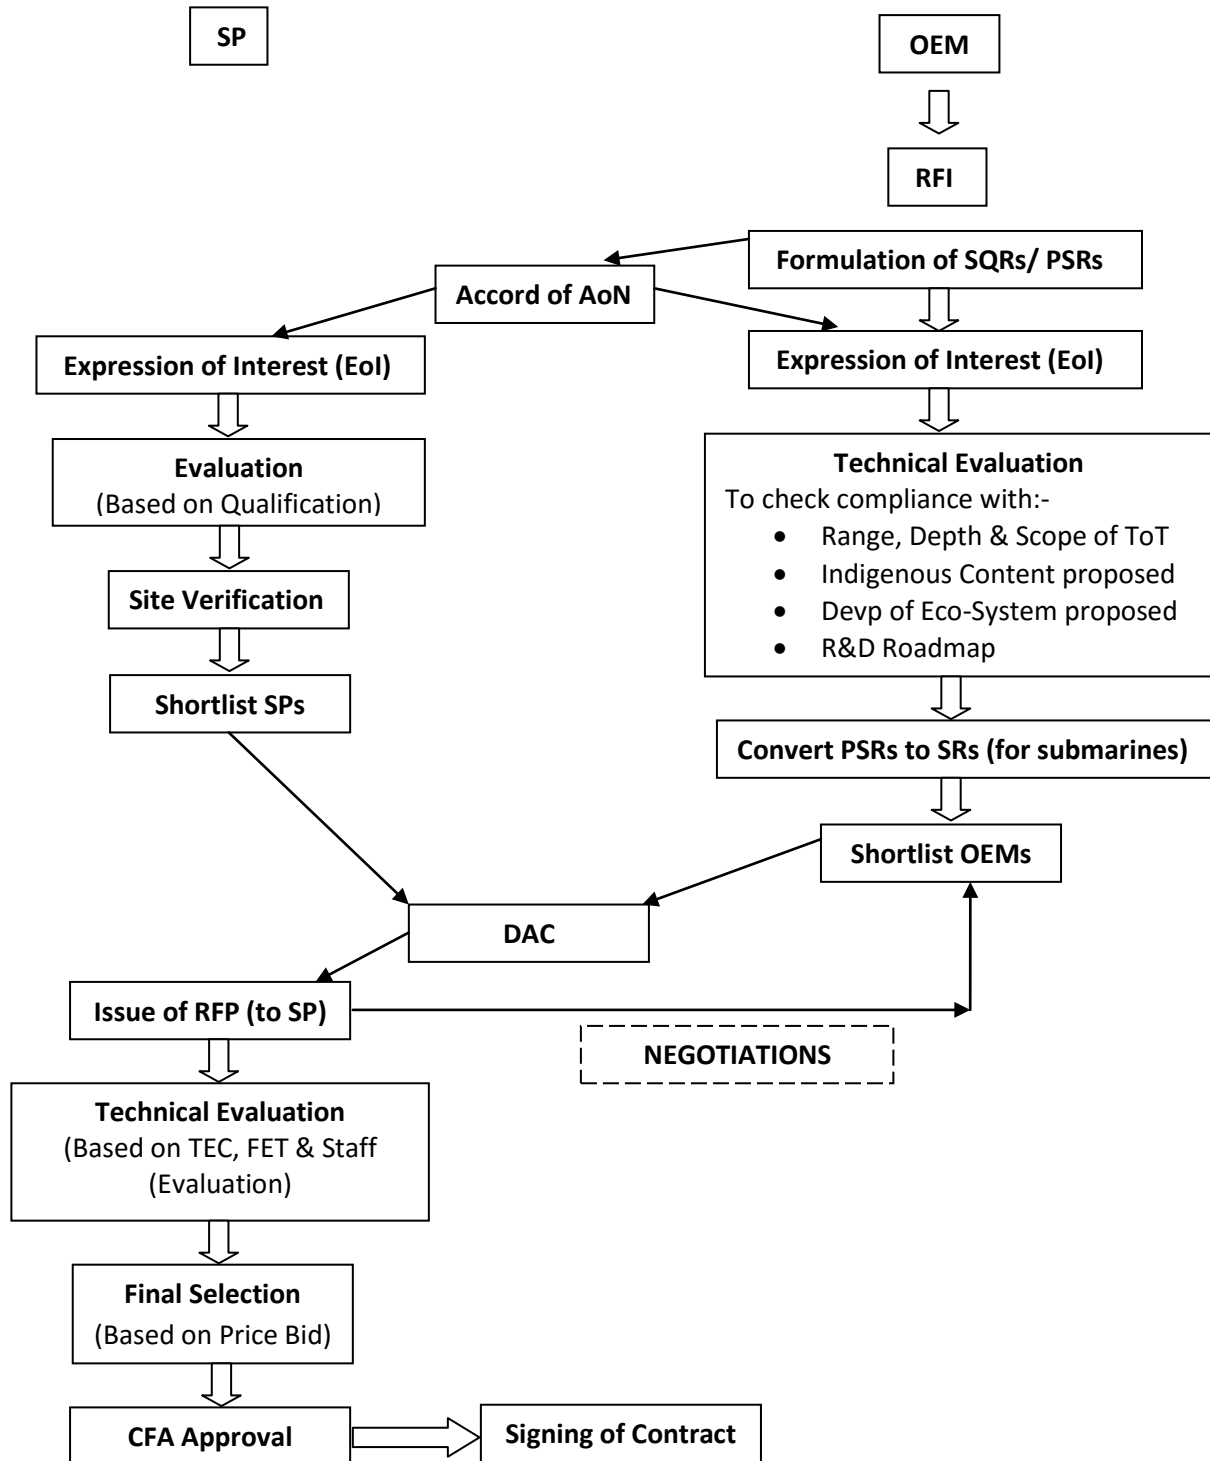 SP
OEM
RFI
Formulation of SQRs/ PSRs
Accord of AoN
Expression of Interest (EoI)
Expression of Interest (EoI)
Evaluation
(Based on Qualification)
Technical Evaluation
To check compliance with:-
• Range, Depth & Scope of ToT
• Indigenous Content proposed
• Devp of Eco-System proposed
• R&D Roadmap
Site Verification
Shortlist SPs
Convert PSRs to SRs (for submarines)
Shortlist OEMs
DAC
Issue of RFP (to SP)
NEGOTIATIONS
Technical Evaluation
(Based on TEC, FET & Staff
(Evaluation)
Final Selection
(Based on Price Bid)
CFA Approval
Signing of Contract